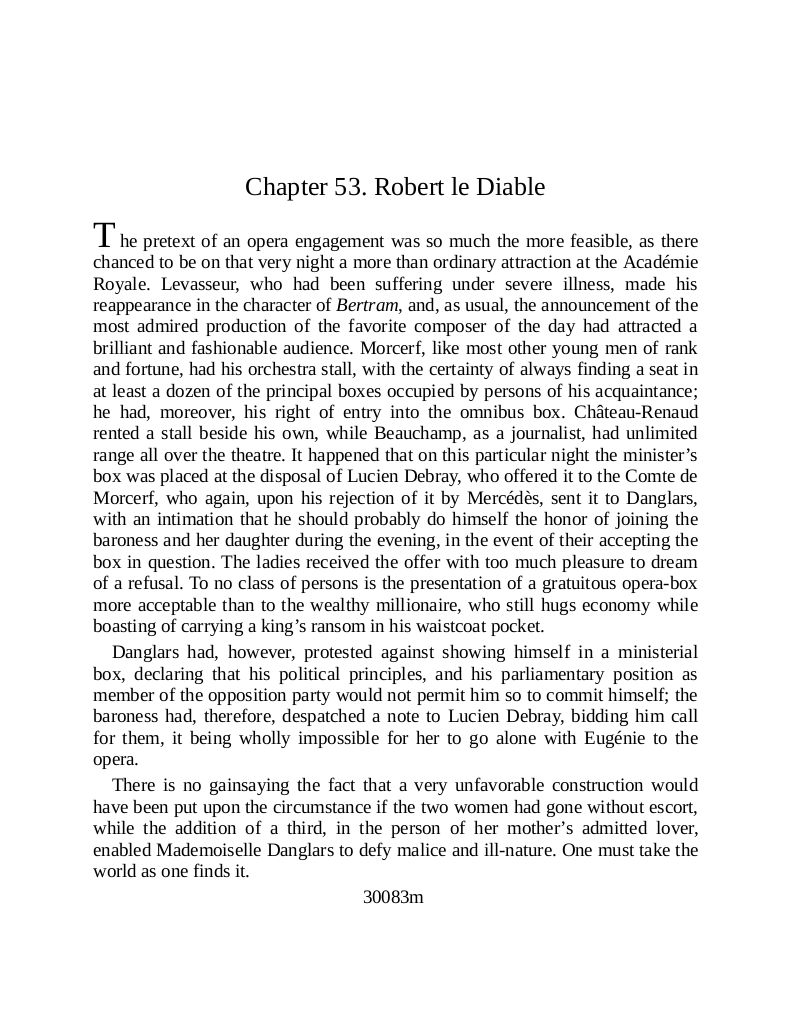 Chapter 53. Robert le Diable
The pretext of an opera engagement was so much the more feasible, as there
chanced to be on that very night a more than ordinary attraction at the Académie
Royale. Levasseur, who had been suffering under severe illness, made his
reappearance in the character of Bertram, and, as usual, the announcement of the
most admired production of the favorite composer of the day had attracted a
brilliant and fashionable audience. Morcerf, like most other young men of rank
and fortune, had his orchestra stall, with the certainty of always finding a seat in
at least a dozen of the principal boxes occupied by persons of his acquaintance;
he had, moreover, his right of entry into the omnibus box. Château-Renaud
rented a stall beside his own, while Beauchamp, as a journalist, had unlimited
range all over the theatre. It happened that on this particular night the minister’s
box was placed at the disposal of Lucien Debray, who offered it to the Comte de
Morcerf, who again, upon his rejection of it by Mercédès, sent it to Danglars,
with an intimation that he should probably do himself the honor of joining the
baroness and her daughter during the evening, in the event of their accepting the
box in question. The ladies received the offer with too much pleasure to dream
of a refusal. To no class of persons is the presentation of a gratuitous opera-box
more acceptable than to the wealthy millionaire, who still hugs economy while
boasting of carrying a king’s ransom in his waistcoat pocket.
Danglars had, however, protested against showing himself in a ministerial
box, declaring that his political principles, and his parliamentary position as
member of the opposition party would not permit him so to commit himself; the
baroness had, therefore, despatched a note to Lucien Debray, bidding him call
for them, it being wholly impossible for her to go alone with Eugénie to the
opera.
There is no gainsaying the fact that a very unfavorable construction would
have been put upon the circumstance if the two women had gone without escort,
while the addition of a third, in the person of her mother’s admitted lover,
enabled Mademoiselle Danglars to defy malice and ill-nature. One must take the
world as one finds it.
30083m